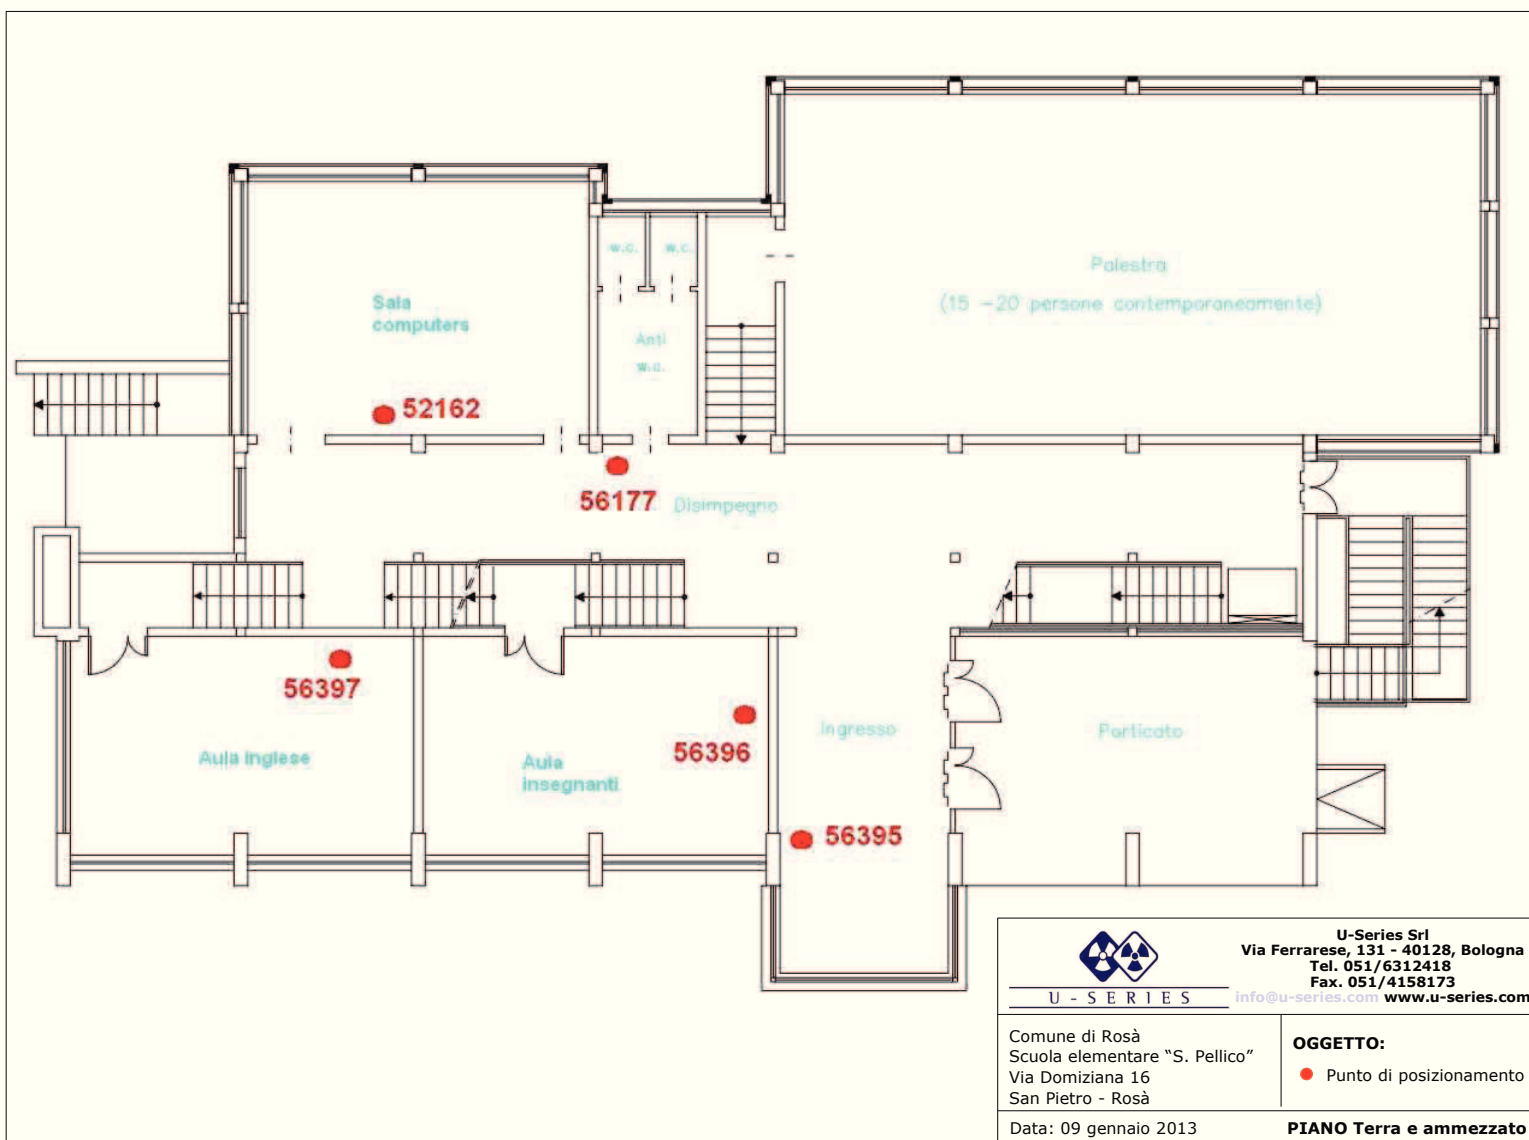 w.c.
w.c.
Palestra
(15 -20 persone contemporaneamente)
Sala
computers
Anti
w.c.
52162
56177
Disimpegno
56397
56396
Ingresso
Porticato
Aula inglese
Aula
insegnanti
56395
U-SERIES
U-Series Srl
Via Ferrarese, 131 - 40128, Bologna
Tel. 051/6312418
Fax. 051/4158173
info@u-series.com www.u-series.com
Comune di Rosà
Scuola elementare “S. Pellico”
Via Domiziana 16
San Pietro - Rosà
OGGETTO:
Punto di posizionamento
Data: 09 gennaio 2013
PIANO Terra e ammezzato